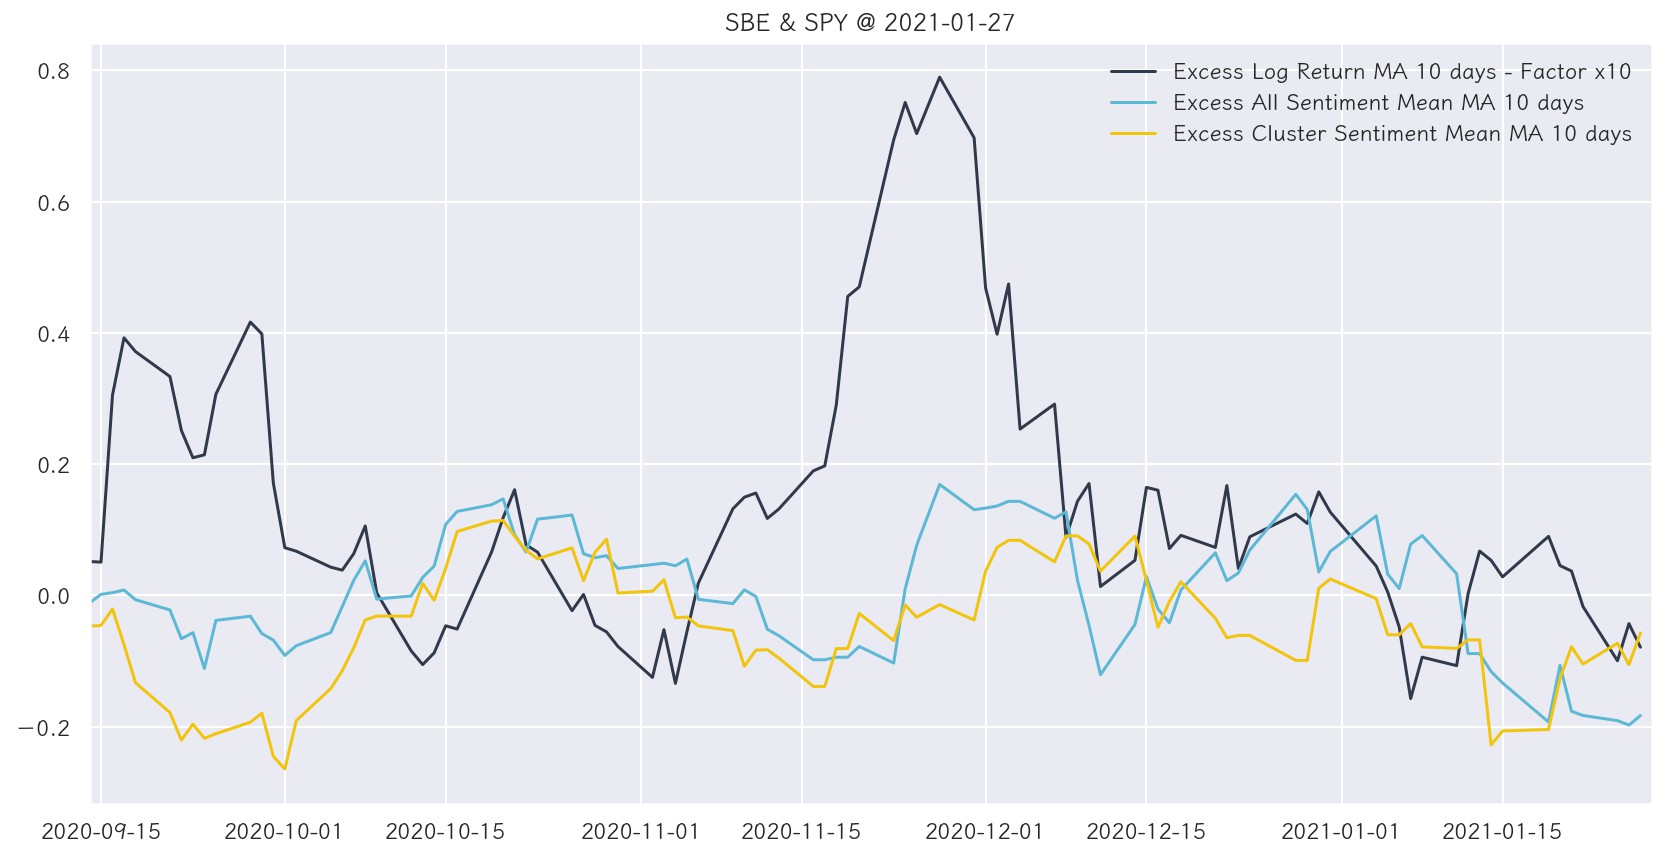 SBE & SPY @ 2021-01-27
Excess Log Return MA 10 days - Factor x10
Excess All Sentiment Mean MA 10 days
Excess Cluster Sentiment Mean MA 10 days
0.8
0.6
0.4
0.2
0.0
−0.2
2020-09-15 2020-10-01 2020-10-15 2020-11-01 2020-11-15 2020-12-01 2020-12-15 2021-01-01 2021-01-15